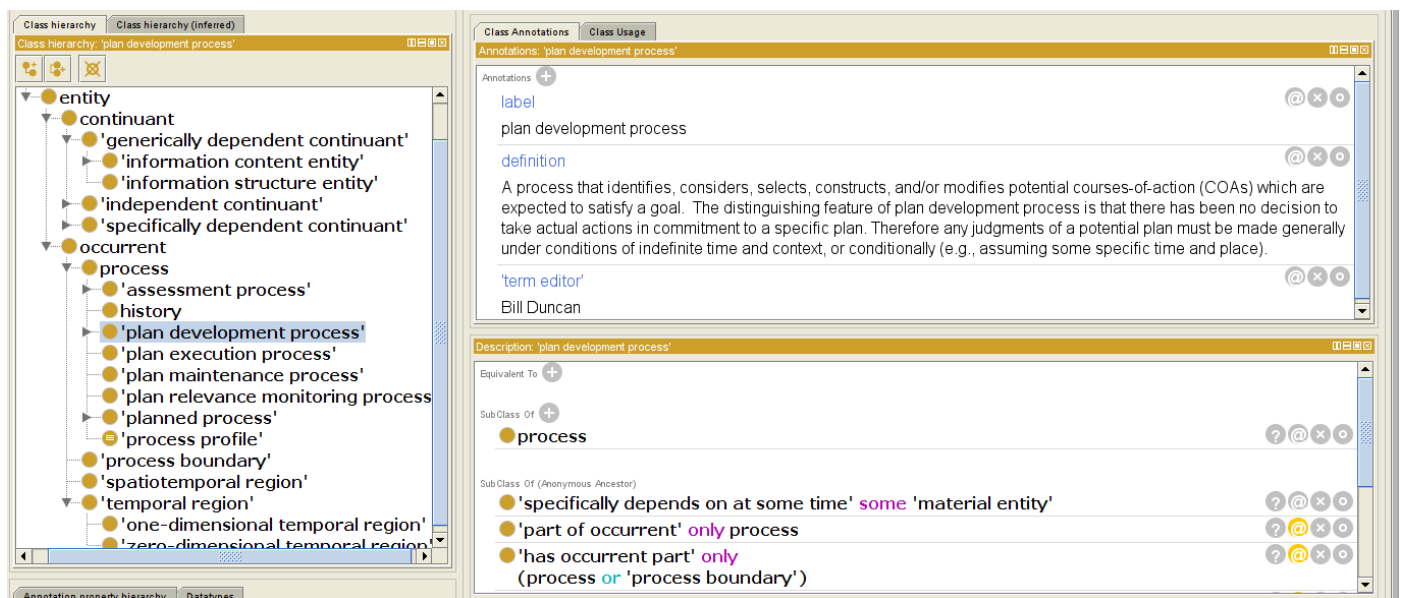 Class hierarchy
Class hierarchy (inferred)
Class hierarchy: 'plan development process'
entity
continuant
'generically dependent continuant'
'information content entity'
'information structure entity'
'independent continuant'
'specifically dependent continuant'
occurrent
process
'assessment process'
history
'plan development process'
'plan execution process'
'plan maintenance process'
'plan relevance monitoring process
'planned process'
'process profile'
'process boundary'
'spatiotemporal region'
'temporal region'
'one-dimensional temporal region'
'zero-dimensional temporal region'
Annotation property hierarchy
Datatypes
Class Annotations
Class Usage
Annotations: 'plan development process'
Annotations
label
plan development process
definition
A process that identifies, considers, selects, constructs, and/or modifies potential courses-of-action (COAs) which are
expected to satisfy a goal.  The distinguishing feature of plan development process is that there has been no decision to
take actual actions in commitment to a specific plan. Therefore any judgments of a potential plan must be made generally
under conditions of indefinite time and context, or conditionally (e.g., assuming some specific time and place).
'term editor'
Bill Duncan
Description: 'plan development process'
Equivalent To
SubClass Of
process
SubClass Of (Anonymous Ancestor)
'specifically depends on at some time' some 'material entity'
'part of occurrent' only process
'has occurrent part' only
(process or 'process boundary')